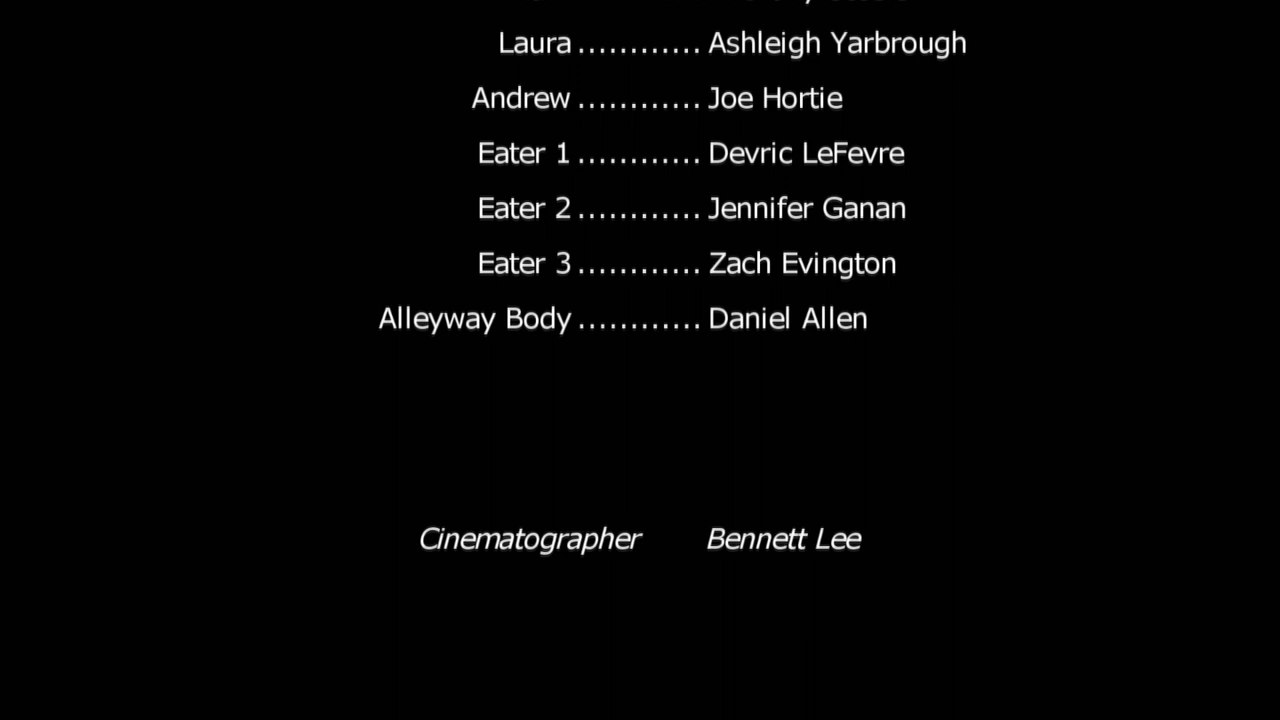 Laura ............ Ashleigh Yarbrough
Andrew ............ Joe Hortie
Eater 1 ............ Devric LeFevre
Eater 2 ............ Jennifer Ganan
Eater 3 ............ Zach Evington
Alleyway Body ............ Daniel Allen
Cinematographer Bennett Lee